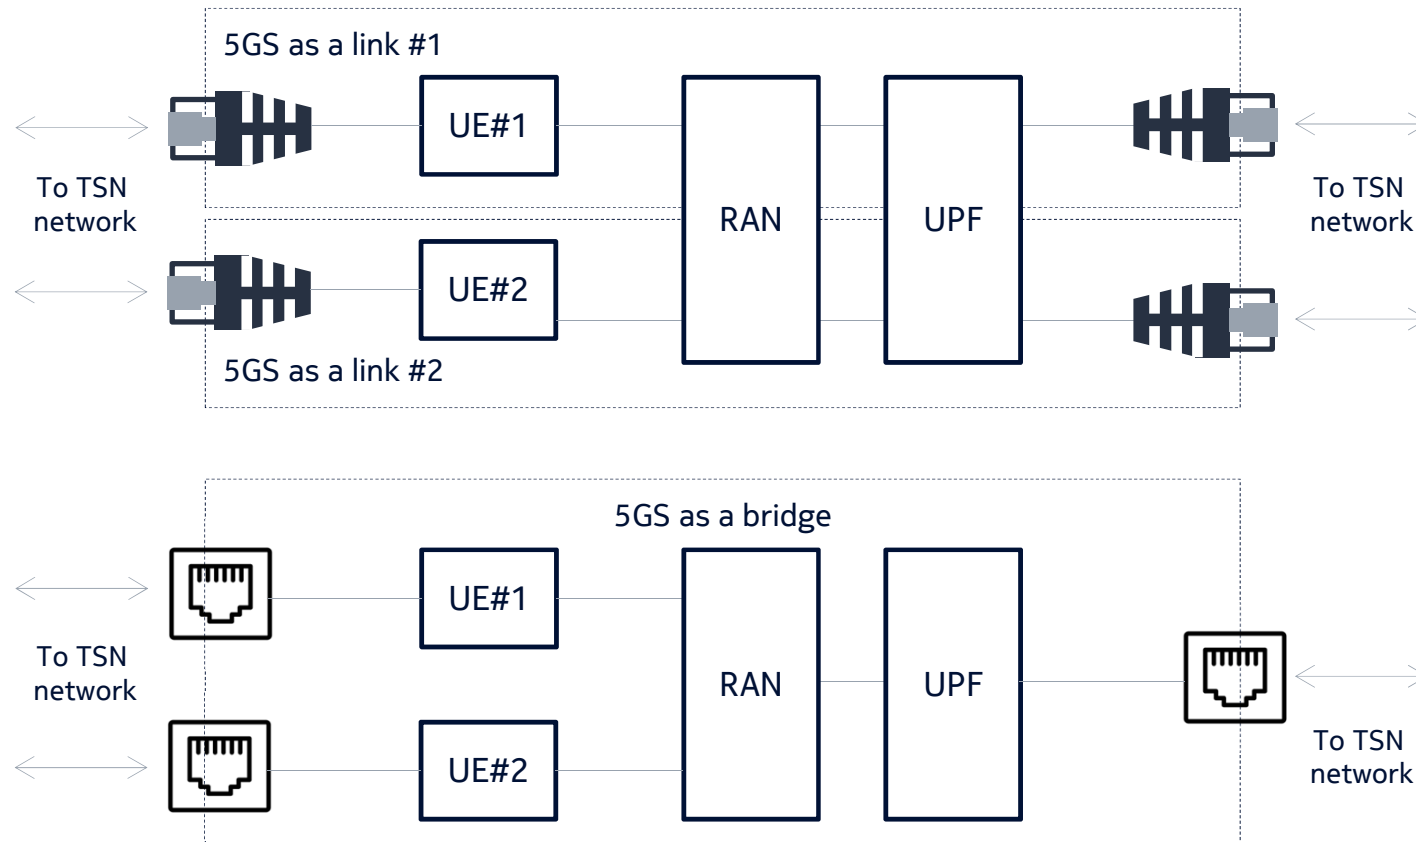 5GS as a link #1
UE#1
To TSN
network
RAN
UPF
To TSN
network
UE#2
5GS as a link #2
5GS as a bridge
UE#1
To TSN
network
RAN
UPF
UE#2
To TSN
network